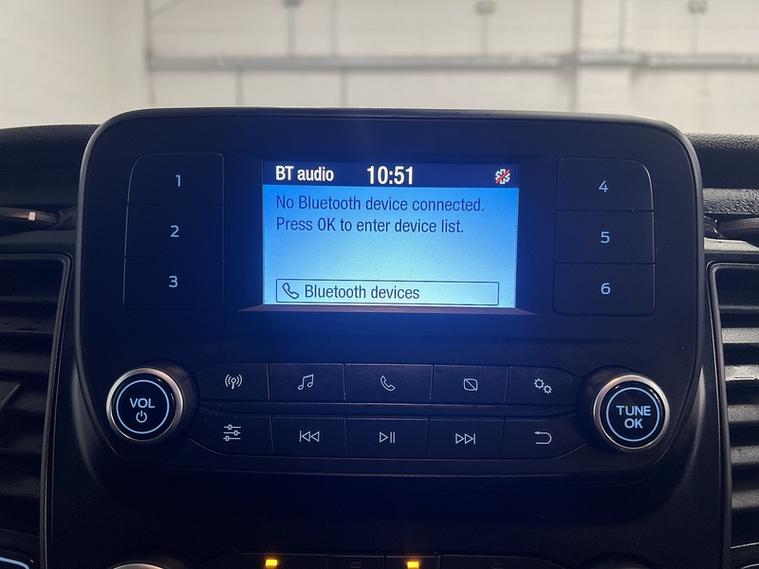 1
2
3
BT audio 10:51
No Bluetooth device connected.
Press OK to enter device list.
Bluetooth devices
4
5
6
VOL
TUNE
OK